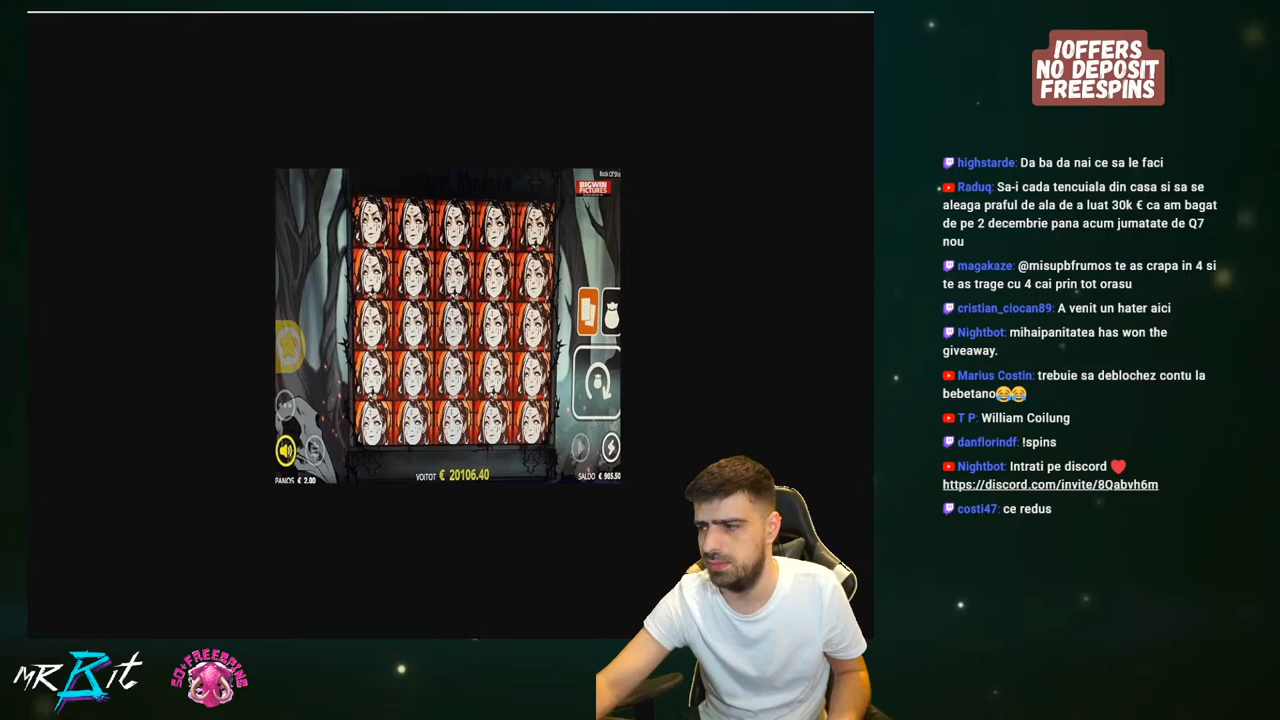 !OFFERS
NO DEPOSIT
FREESPINS
highstarde: Da ba da nai ce sa le faci
Raduq: Sa-i cada tencuiala din casa si sa se
aleaga praful de ala de a luat 30k € ca am bagat
de pe 2 decembrie pana acum jumatate de Q7
nou
magakaze: @misupbfrumos te as crapa in 4 si
te as trage cu 4 cai prin tot orasu
cristian_ciocan89: A venit un hater aici
Nightbot: mihaipanitatea has won the
giveaway.
Marius Costin: trebuie sa deblochez contu la
bebetano😂😂
T P: William Coilung
danflorindf: !spins
Nightbot: Intrati pe discord ❤️
https://discord.com/invite/8Qabvh6m
costi47: ce redus
BIGWIN
PICTURES
VOITOT € 20106.40
PANOS € 2.00
SALDO € 905.50
MR Bit
50+FREESPINS